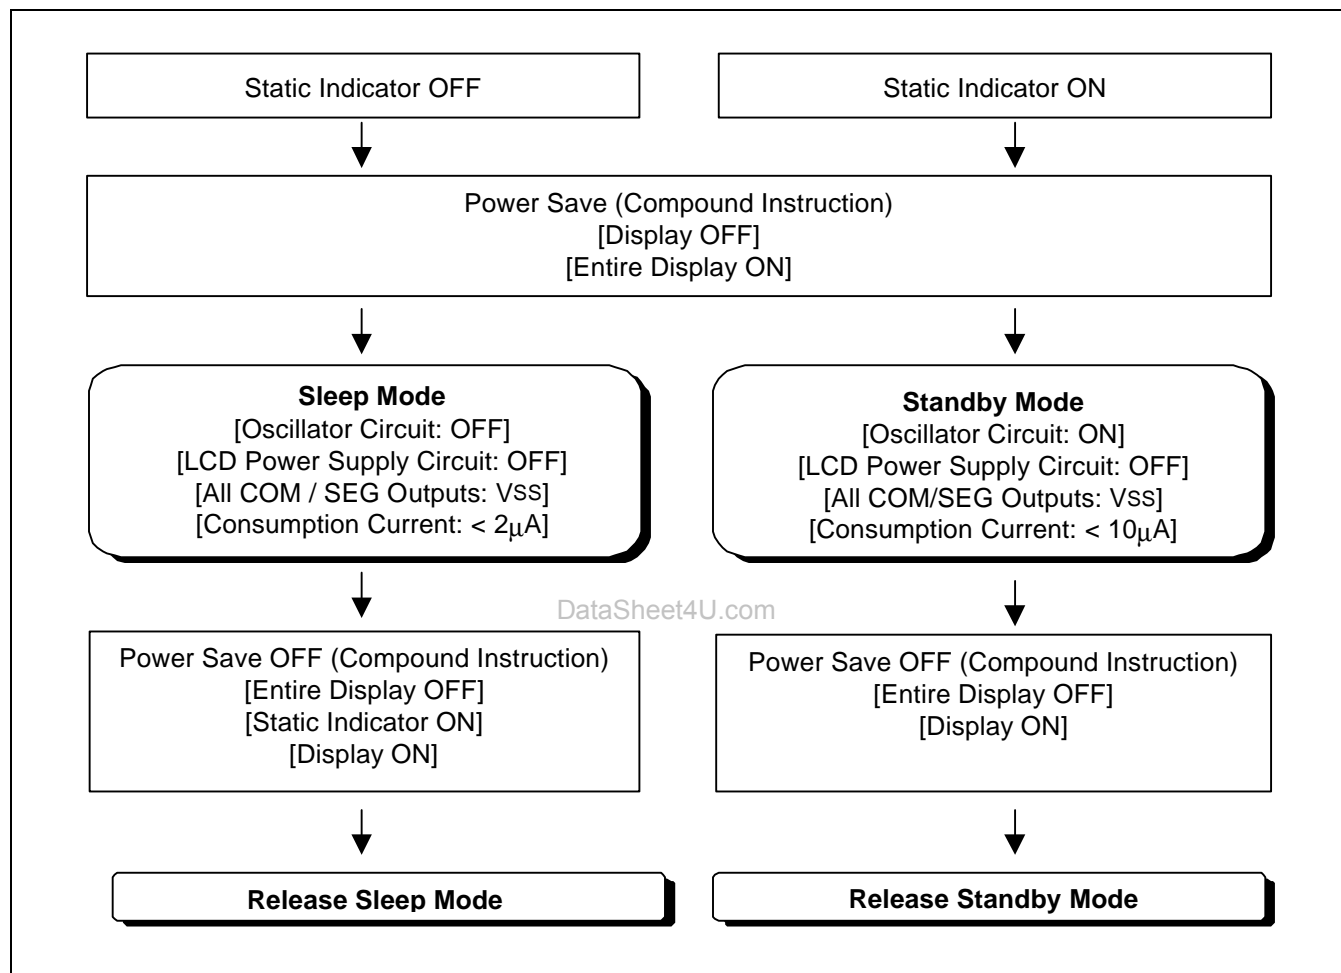 Static Indicator OFF
Static Indicator ON
Power Save (Compound Instruction)
[Display OFF]
[Entire Display ON]
Sleep Mode
[Oscillator Circuit: OFF]
[LCD Power Supply Circuit: OFF]
[All COM / SEG Outputs: VSS]
[Consumption Current: < 2μA]
Standby Mode
[Oscillator Circuit: ON]
[LCD Power Supply Circuit: OFF]
[All COM/SEG Outputs: VSS]
[Consumption Current: < 10μA]
DataSheet4U.com
Power Save OFF (Compound Instruction)
[Entire Display OFF]
[Static Indicator ON]
[Display ON]
Power Save OFF (Compound Instruction)
[Entire Display OFF]
[Display ON]
Release Sleep Mode
Release Standby Mode